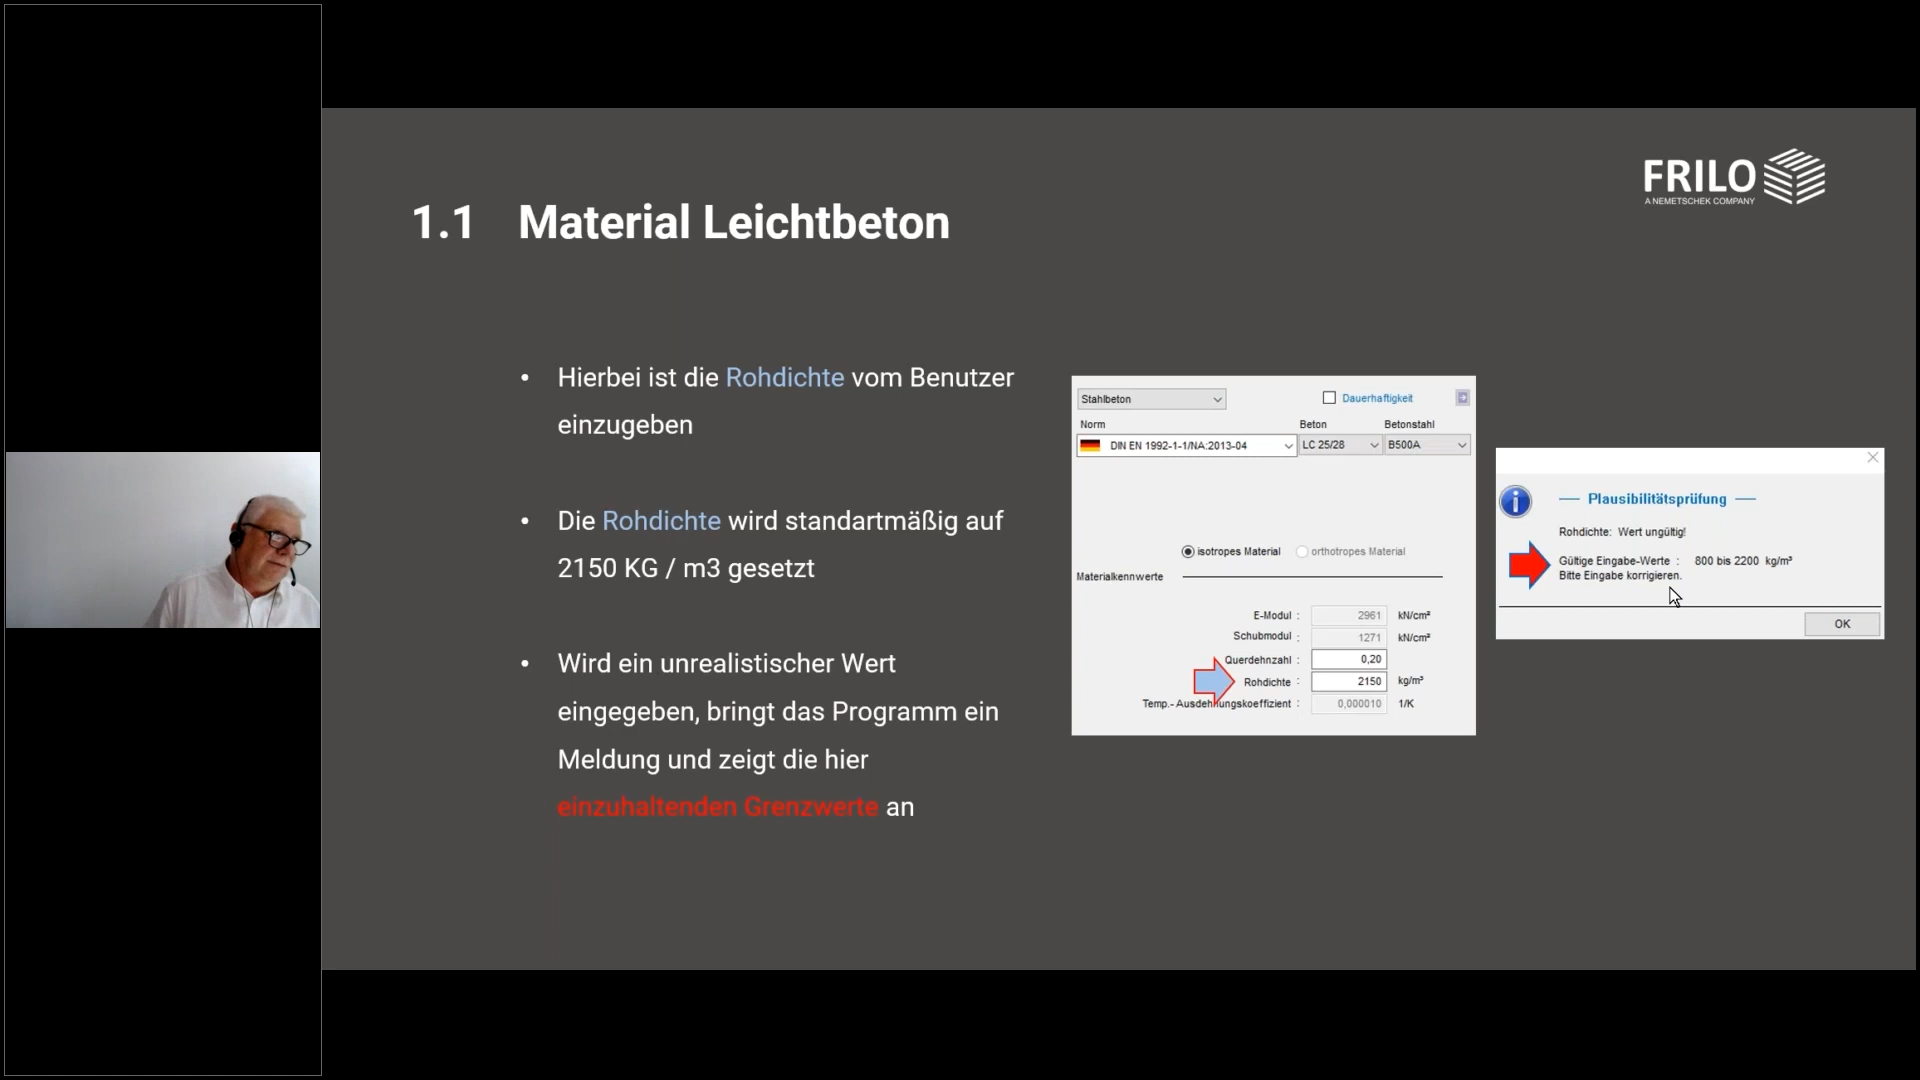 FRILO
A NEMETSCHEK COMPANY
1.1 Material Leichtbeton
• Hierbei ist die Rohdichte vom Benutzer
einzugeben
• Die Rohdichte wird standartmäßig auf
2150 KG / m3 gesetzt
• Wird ein unrealistischer Wert
eingegeben, bringt das Programm ein
Meldung und zeigt die hier
einzuhaltenden Grenzwerte an
Stahlbeton Dauerhaftigkeit
Norm Beton Betonstahl
DIN EN 1992-1-1/NA:2013-04 LC 25/28 B500A
isotropes Material orthotropes Material
Materialkennwerte
E-Modul : 2961 kN/cm²
Schubmodul : 1271 kN/cm²
Querdehnzahl : 0,20
Rohdichte : 2150 kg/m³
Temp.- Ausdehnungskoeffizient : 0,000010 1/K
Plausibilitätsprüfung
Rohdichte: Wert ungültig!
Gültige Eingabe-Werte : 800 bis 2200 kg/m³
Bitte Eingabe korrigieren.
OK